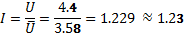 I = U / U̅ = 4.4 / 3.58 = 1.229 ≈ 1.23